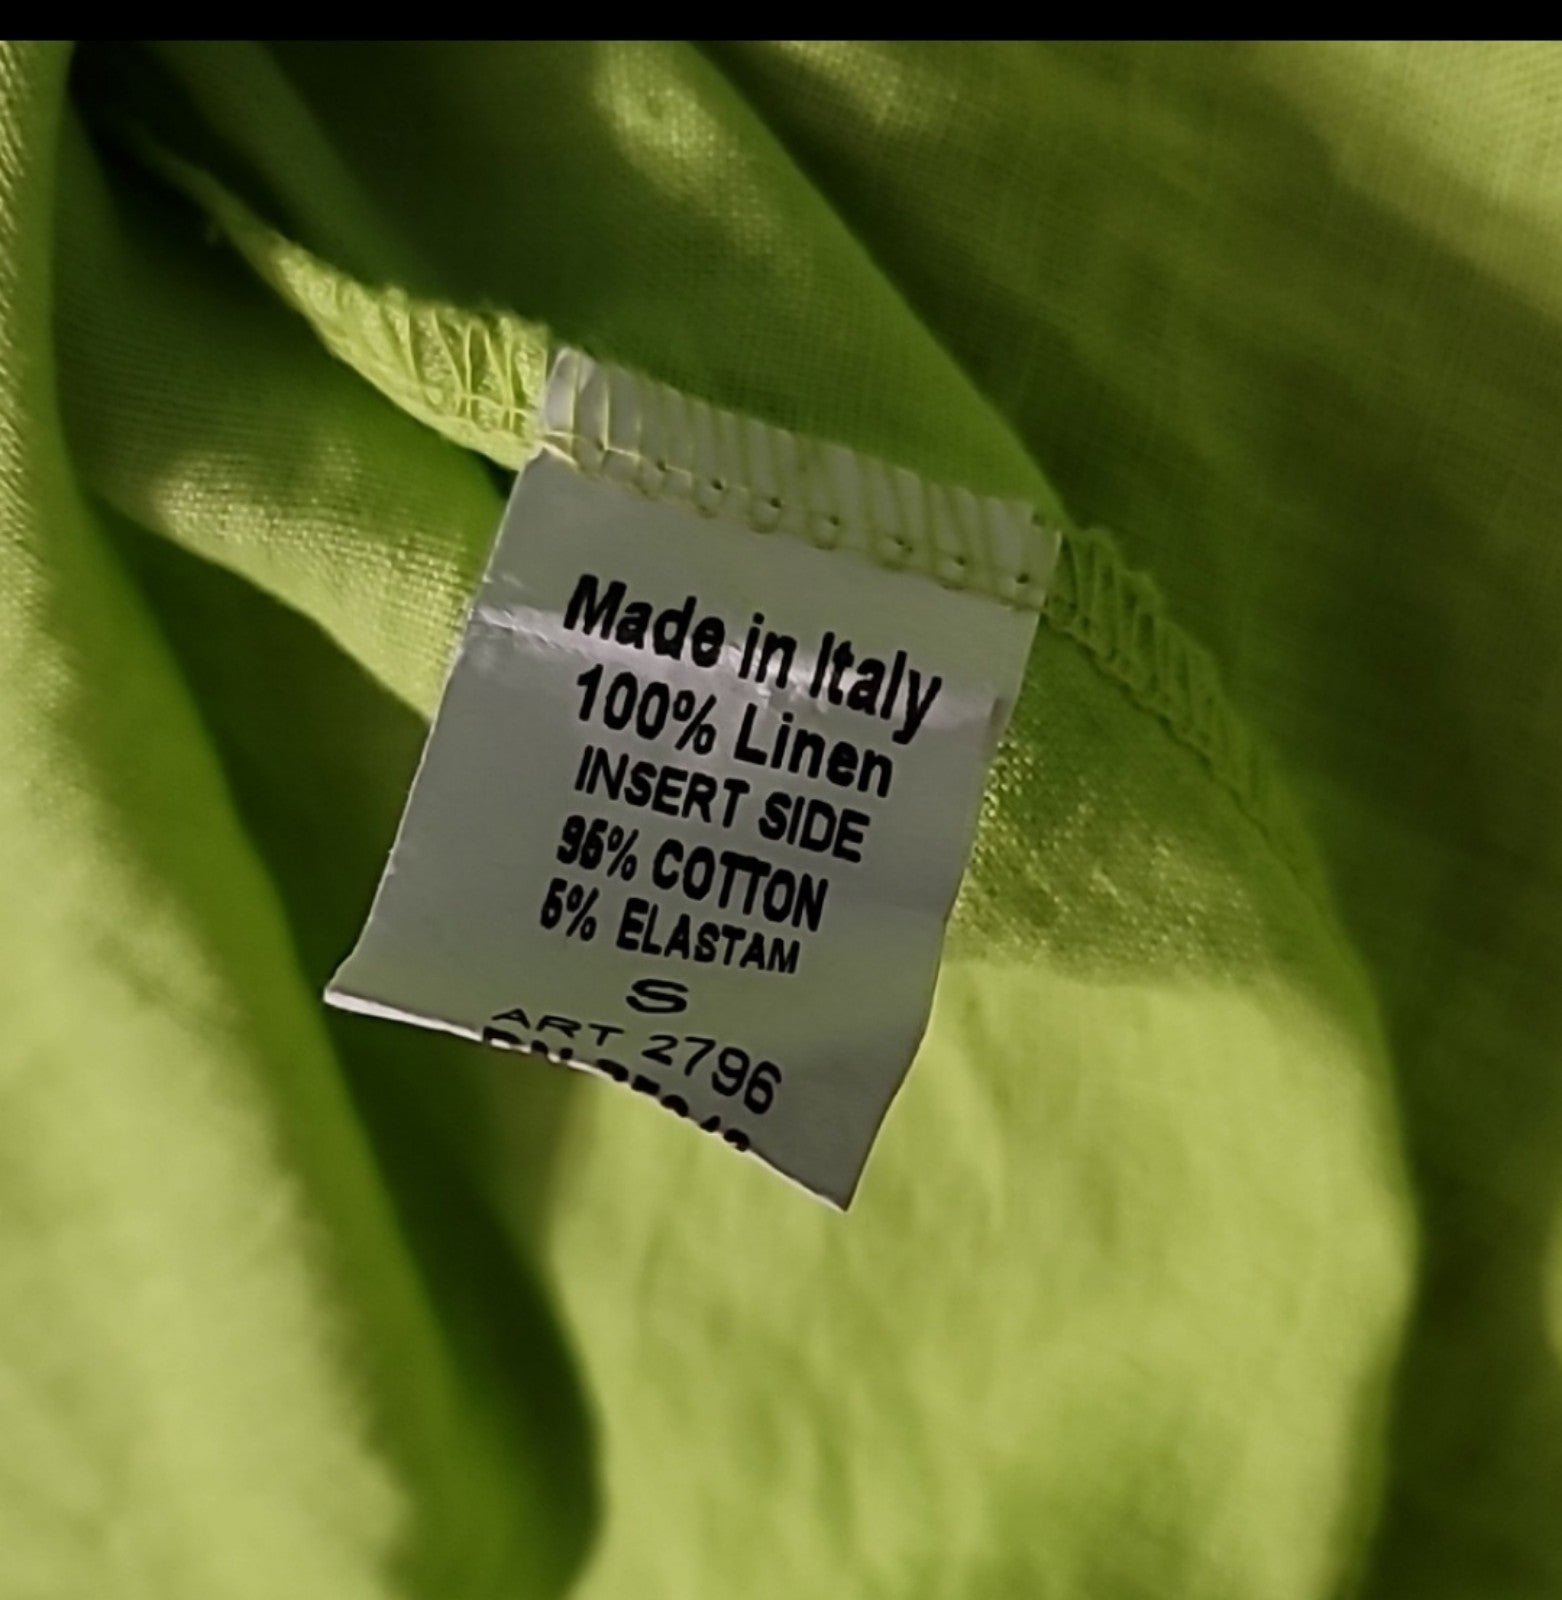 Made in Italy
100% Linen
INSERT SIDE
95% COTTON
5% ELASTAM
S
ART 2796